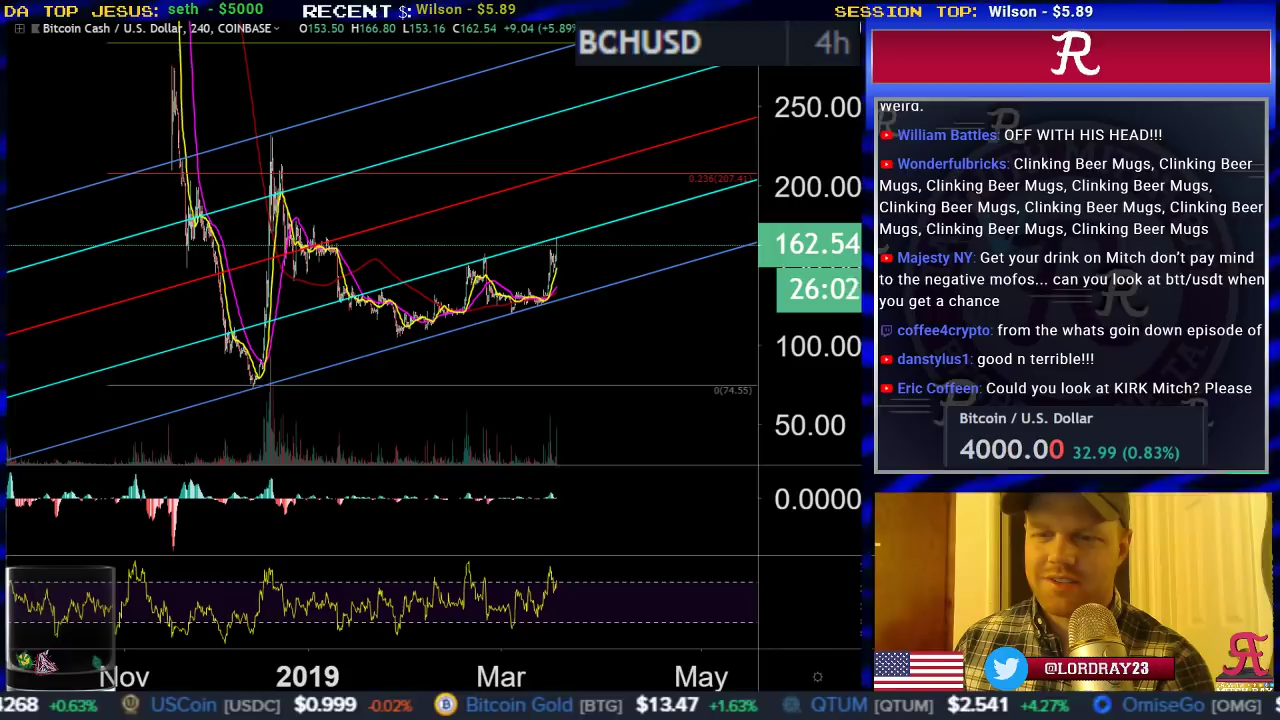 DA TOP JESUS: seth - $5000
RECENT $: Wilson - $5.89
SESSION TOP: Wilson - $5.89
Bitcoin Cash / U.S. Dollar, 240, COINBASE O153.50 H166.80 L153.16 C162.54 +9.04 (+5.89%
BCHUSD 4h
R
250.00
0.236(207.41)
200.00
162.54
26:02
100.00
0(74.55)
50.00
0.0000
Nov 2019 Mar May
weird.
William Battles: OFF WITH HIS HEAD!!!
Wonderfulbricks: Clinking Beer Mugs, Clinking Beer
Mugs, Clinking Beer Mugs, Clinking Beer Mugs,
Clinking Beer Mugs, Clinking Beer Mugs, Clinking Beer
Mugs, Clinking Beer Mugs, Clinking Beer Mugs
Majesty NY: Get your drink on Mitch don't pay mind
to the negative mofos... can you look at btt/usdt when
you get a chance
coffee4crypto: from the whats goin down episode of
danstylus1: good n terrible!!!
Eric Coffeen: Could you look at KIRK Mitch? Please
Bitcoin / U.S. Dollar
4000.00 32.99 (0.83%)
@LORDRAY23
4268 +0.63% USCoin [USDC] $0.999 -0.02% Bitcoin Gold [BTG] $13.47 +1.63% QTUM [QTUM] $2.541 +4.27% OmiseGo [OMG] $